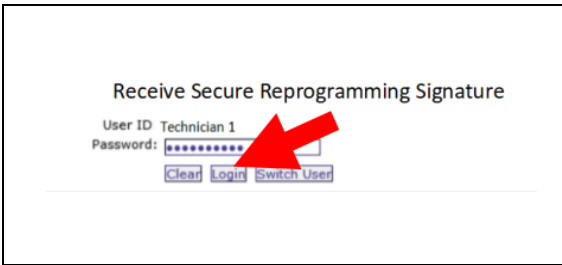 Receive Secure Reprogramming Signature
User ID Technician 1
Password: ••••••••••
Clear Login Switch User